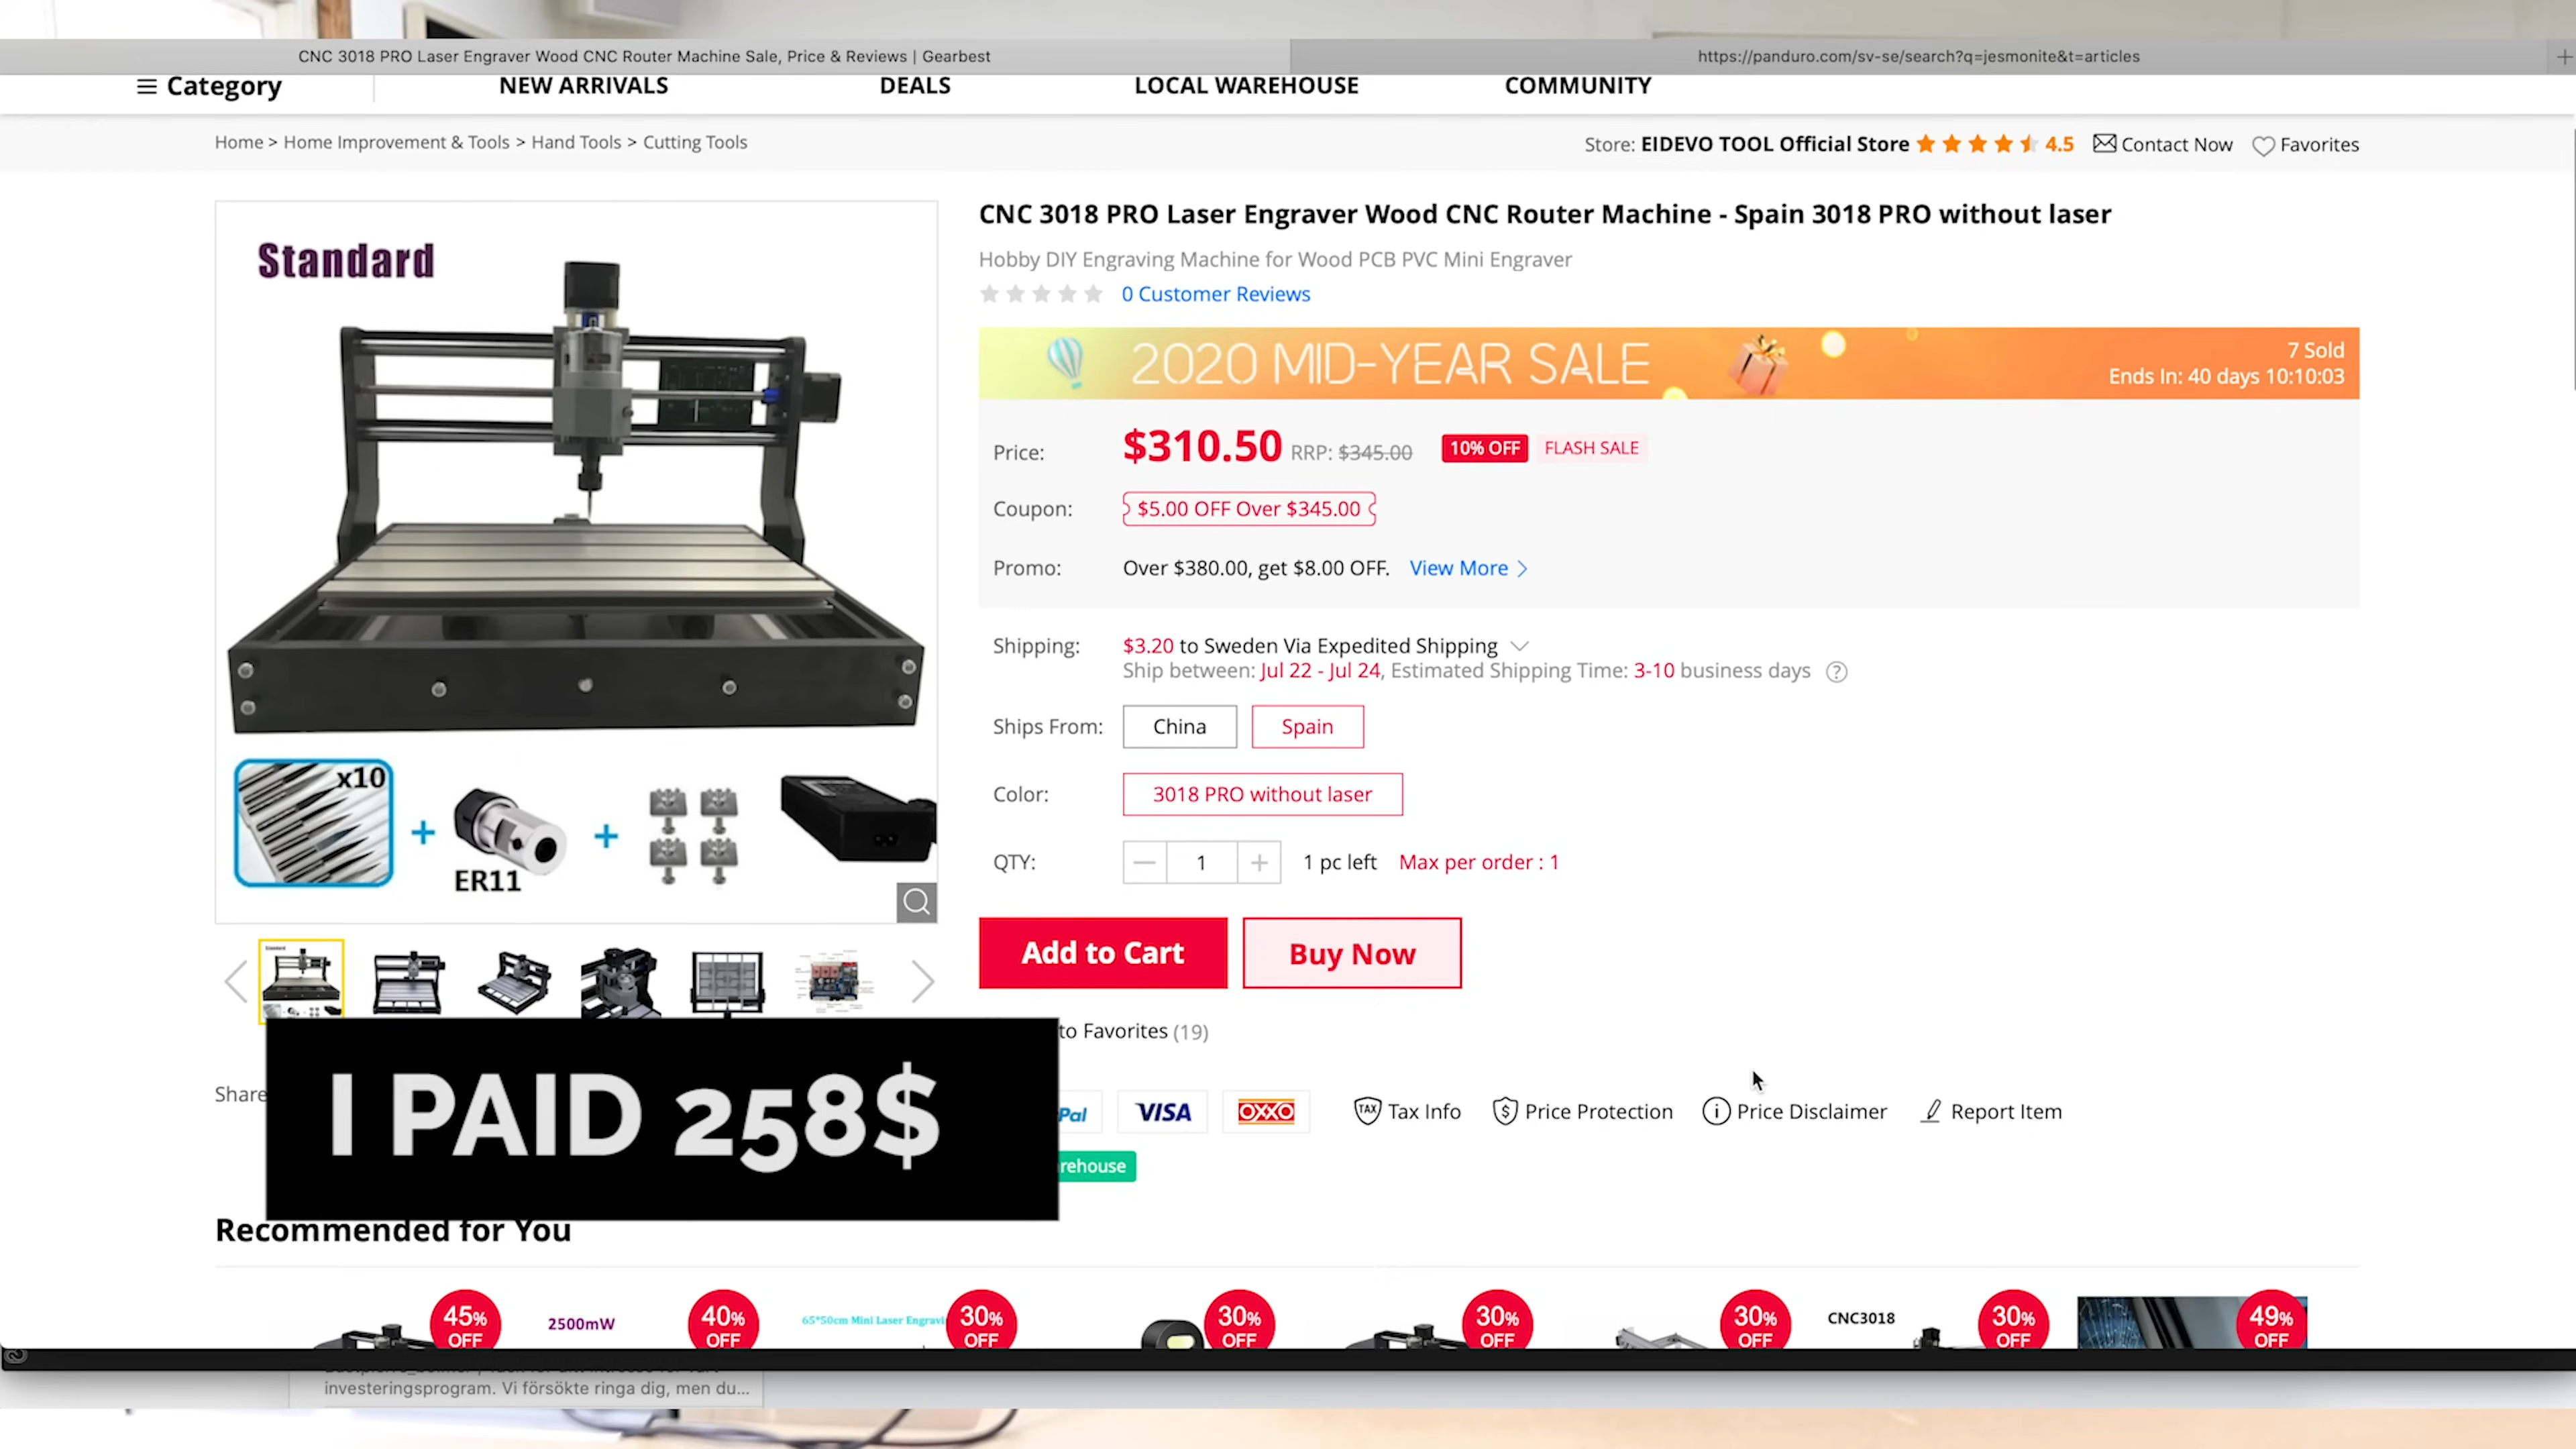 CNC 3018 PRO Laser Engraver Wood CNC Router Machine Sale, Price & Reviews | Gearbest
https://panduro.com/sv-se/search?q=jesmonite&t=articles
Category
NEW ARRIVALS
DEALS
LOCAL WAREHOUSE
COMMUNITY
Home > Home Improvement & Tools > Hand Tools > Cutting Tools
Store: EIDEVO TOOL Official Store 4.5 Contact Now Favorites
Standard
x10
ER11
CNC 3018 PRO Laser Engraver Wood CNC Router Machine - Spain 3018 PRO without laser
Hobby DIY Engraving Machine for Wood PCB PVC Mini Engraver
0 Customer Reviews
2020 MID-YEAR SALE
7 Sold
Ends In: 40 days 10:10:03
Price: $310.50 RRP: $345.00 10% OFF FLASH SALE
Coupon: $5.00 OFF Over $345.00
Promo: Over $380.00, get $8.00 OFF. View More >
Shipping: $3.20 to Sweden Via Expedited Shipping
Ship between: Jul 22 - Jul 24, Estimated Shipping Time: 3-10 business days ?
Ships From: China Spain
Color: 3018 PRO without laser
QTY: — 1 + 1 pc left Max per order : 1
Add to Cart
Buy Now
to Favorites (19)
Share
I PAID 258$
Pal
VISA
OXXO
TAX Tax Info
Price Protection
Price Disclaimer
Report Item
rehouse
Recommended for You
45% OFF
2500mW
40% OFF
65*50cm Mini Laser Engravi
30% OFF
30% OFF
30% OFF
30% OFF
CNC3018
30% OFF
49% OFF
investeringsprogram. Vi försökte ringa dig, men du...